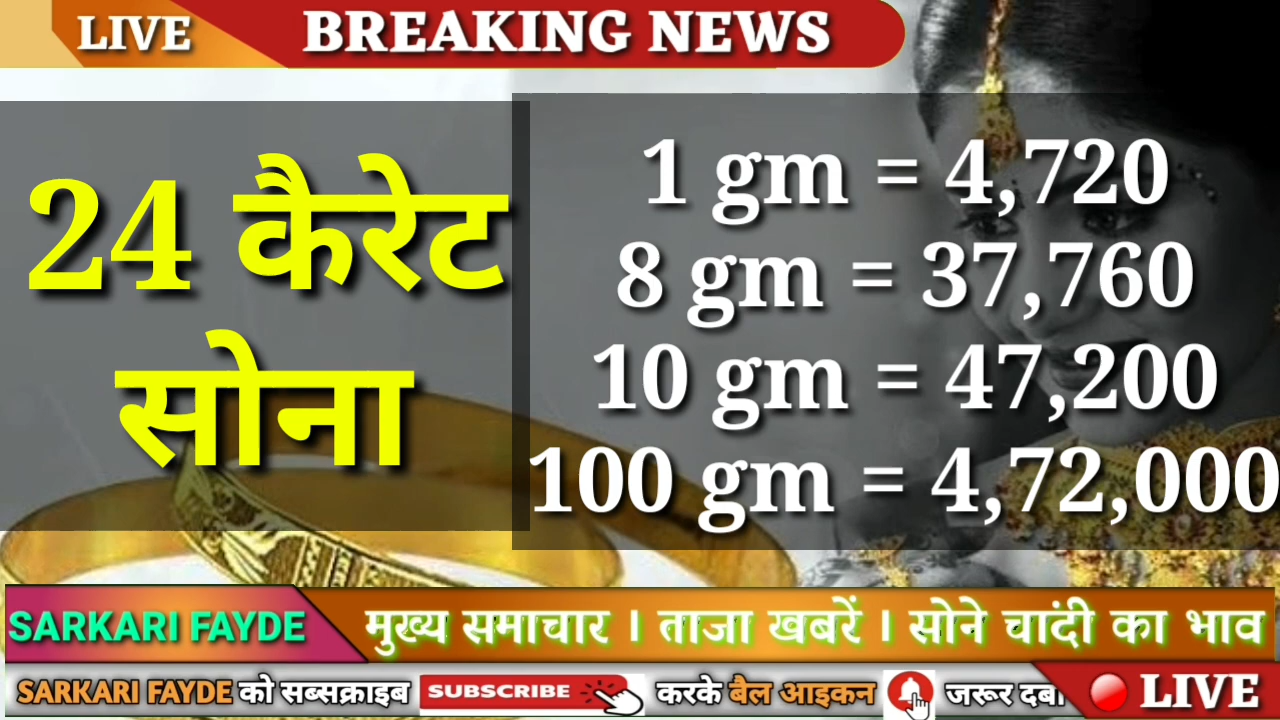 LIVE BREAKING NEWS
24 कैरेट
सोना
1 gm = 4,720
8 gm = 37,760
10 gm = 47,200
100 gm = 4,72,000
SARKARI FAYDE मुख्य समाचार । ताजा खबरें । सोने चांदी का भाव
SARKARI FAYDE को सब्सक्राइब SUBSCRIBE करके बैल आइकन जरूर दबा LIVE